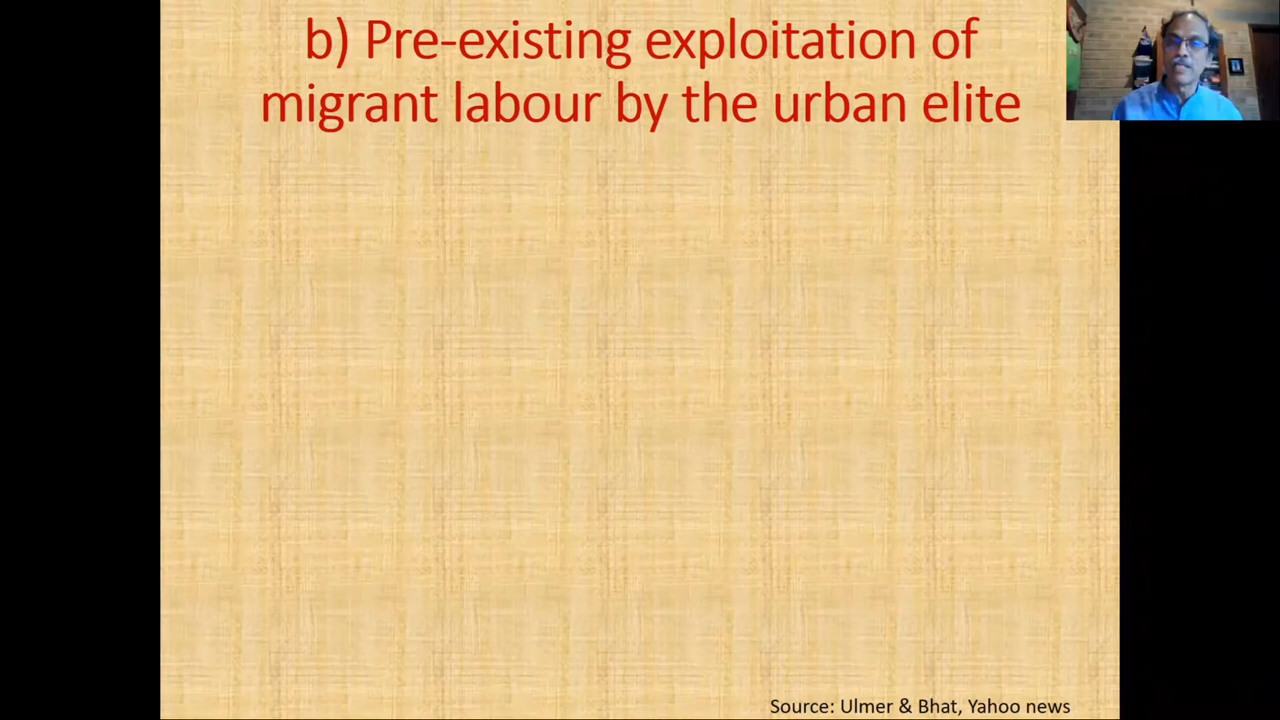 b) Pre-existing exploitation of
migrant labour by the urban elite
Source: Ulmer & Bhat, Yahoo news